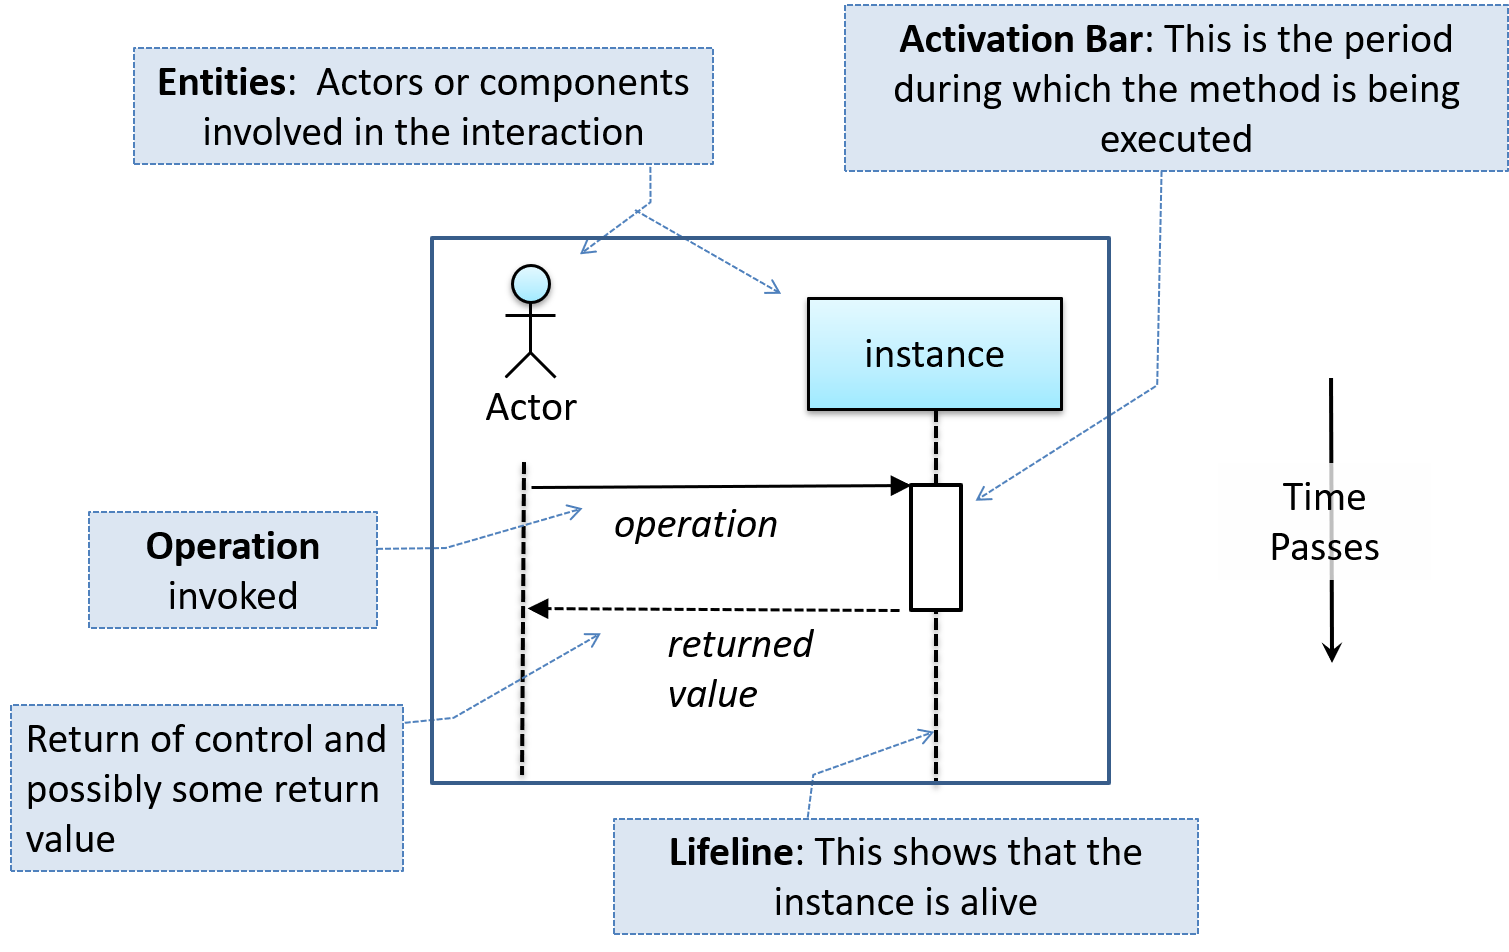 Entities: Actors or components
involved in the interaction
Activation Bar: This is the period
during which the method is being
executed
instance
Actor
operation
Time
Passes
Operation
invoked
returned
value
Return of control and
possibly some return
value
Lifeline: This shows that the
instance is alive